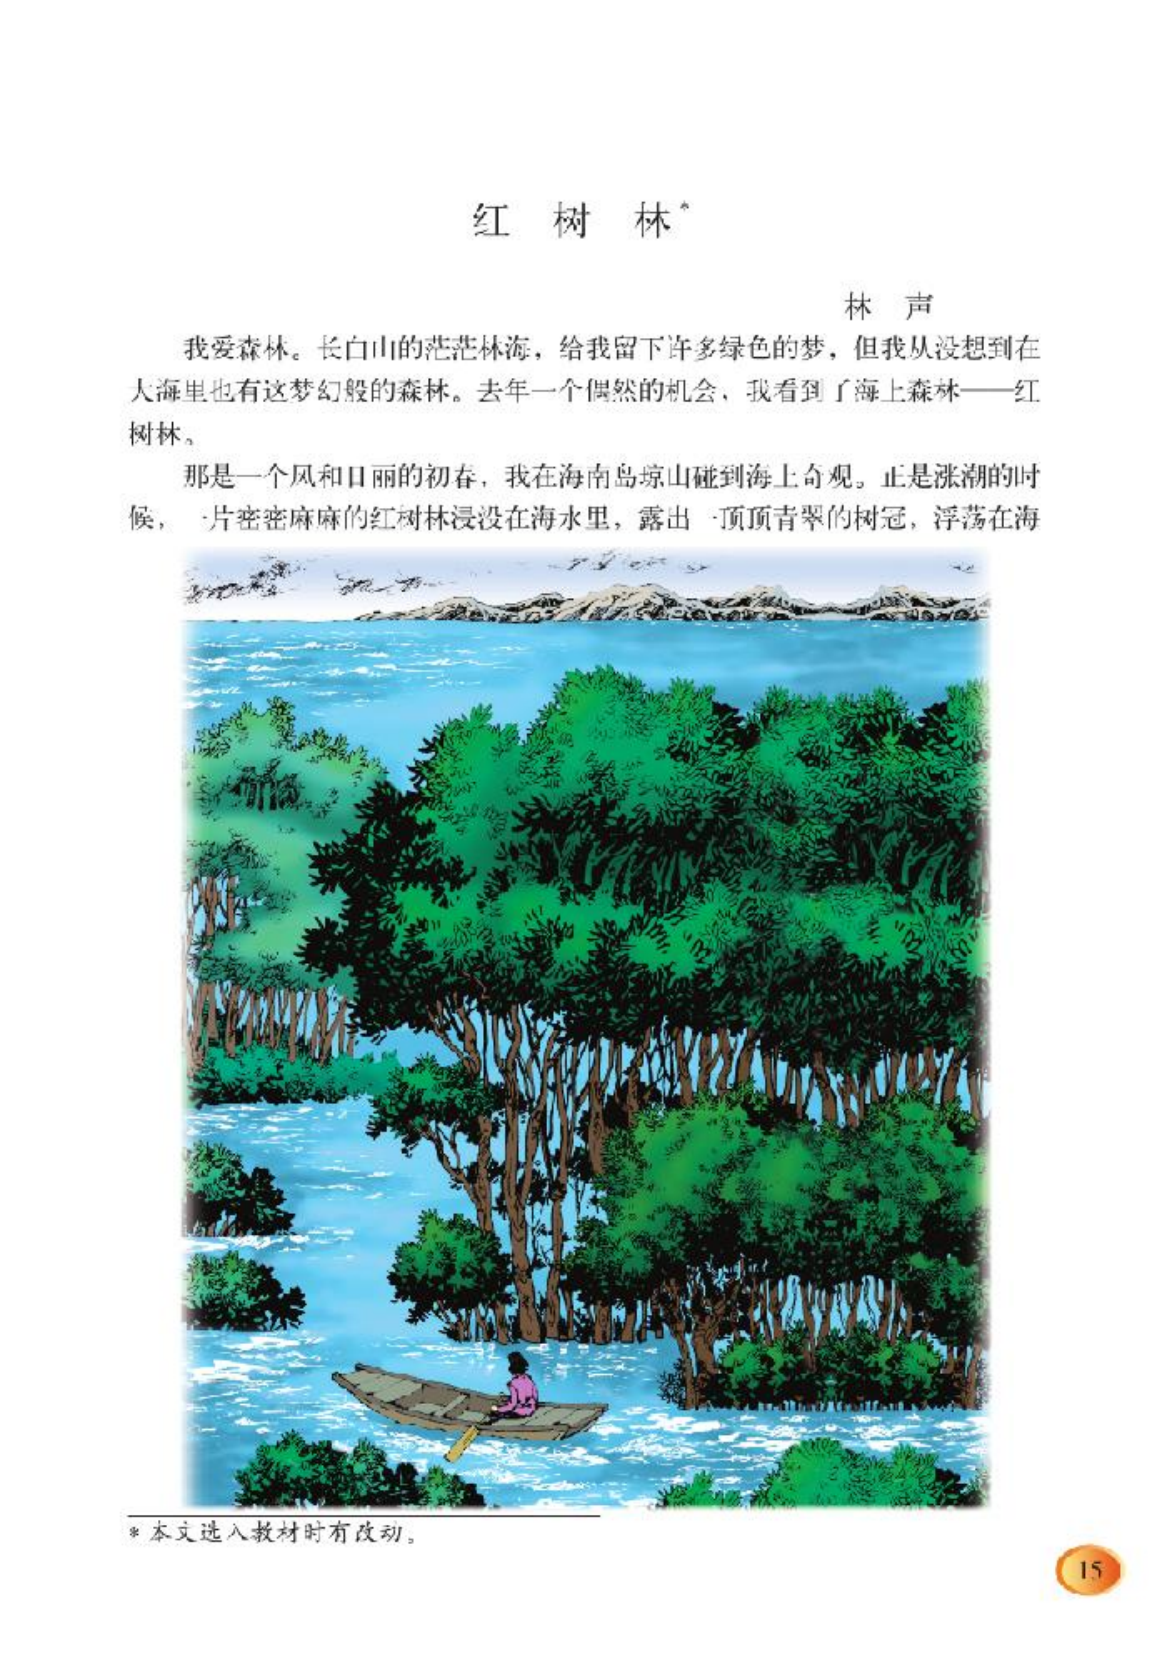 红 树 林*
林 声
我爱森林。长白山的茫茫林海，给我留下许多绿色的梦，但我从没想到在
大海里也有这梦幻般的森林。去年一个偶然的机会，我看到了海上森林——红
树林。
那是一个风和日丽的初春，我在海南岛琼山碰到海上奇观。正是涨潮的时
候，一片密密麻麻的红树林浸没在海水里，露出一顶顶青翠的树冠，浮荡在海
* 本文选入教材时有改动。
15